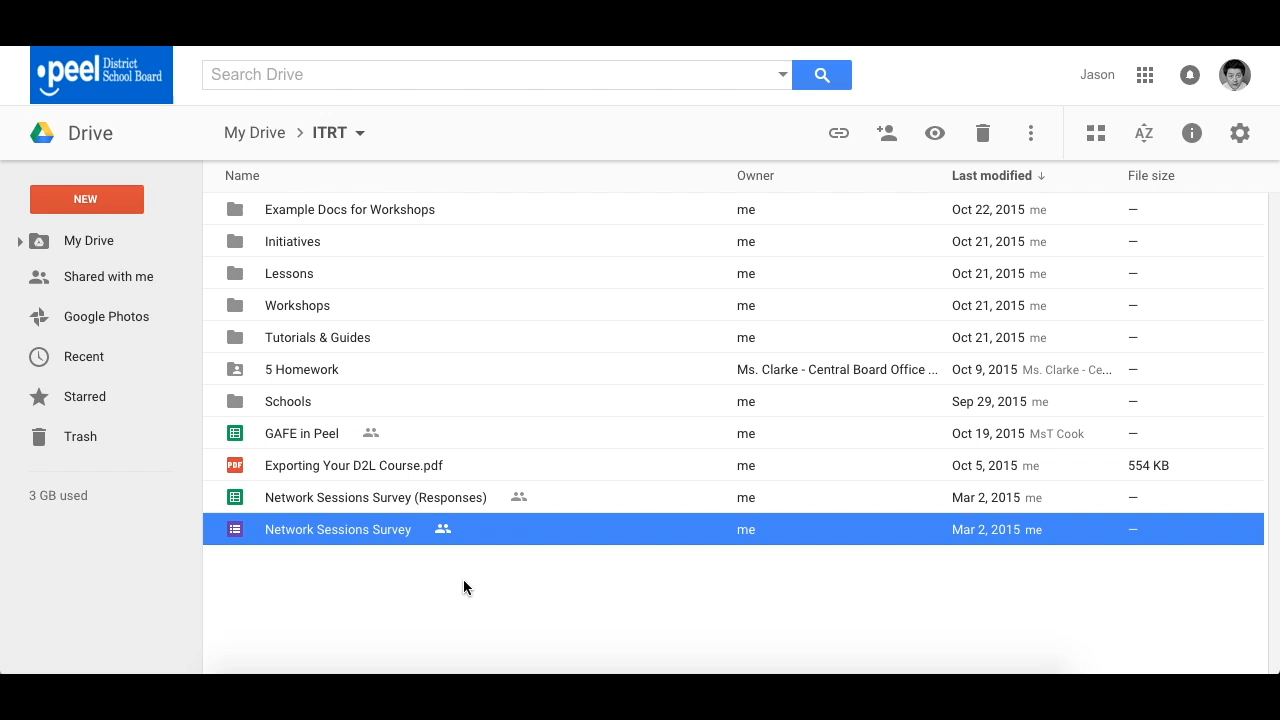 peel District School Board
Search Drive
Jason
Drive
My Drive > ITRT
AZ
Name Owner Last modified ↓ File size
NEW
My Drive
Shared with me
Google Photos
Recent
Starred
Trash
3 GB used
Example Docs for Workshops me Oct 22, 2015 me —
Initiatives me Oct 21, 2015 me —
Lessons me Oct 21, 2015 me —
Workshops me Oct 21, 2015 me —
Tutorials & Guides me Oct 21, 2015 me —
5 Homework Ms. Clarke - Central Board Office ... Oct 9, 2015 Ms. Clarke - Ce... —
Schools me Sep 29, 2015 me —
GAFE in Peel me Oct 19, 2015 MsT Cook —
PDF Exporting Your D2L Course.pdf me Oct 5, 2015 me 554 KB
Network Sessions Survey (Responses) me Mar 2, 2015 me —
Network Sessions Survey me Mar 2, 2015 me —